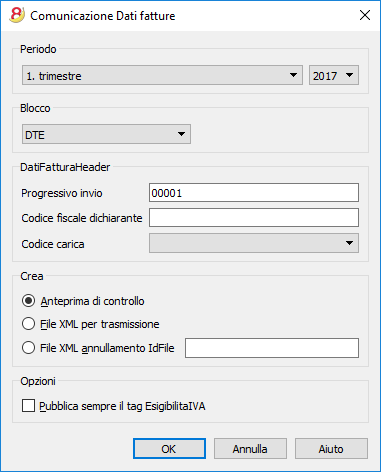 Comunicazione Dati fatture
Periodo
1. trimestre 2017
Blocco
DTE
DatiFatturaHeader
Progressivo invio 00001
Codice fiscale dichiarante
Codice carica
Crea
Anteprima di controllo
File XML per trasmissione
File XML annullamento IdFile
Opzioni
Pubblica sempre il tag EsigibilitaIVA
OK Annulla Aiuto